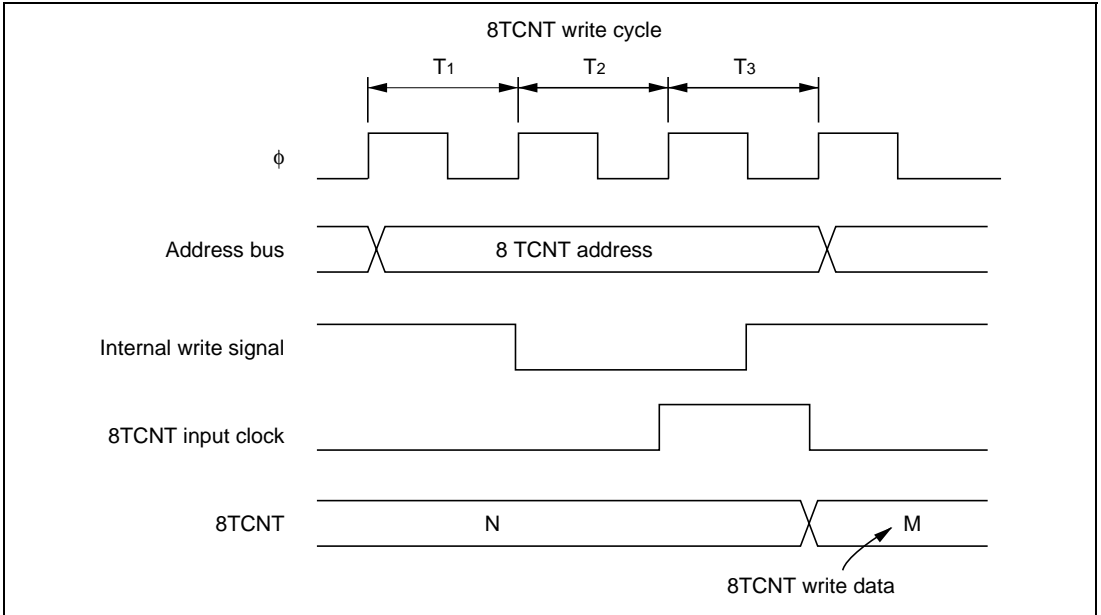 8TCNT write cycle
T1 T2 T3
φ
Address bus
8 TCNT address
Internal write signal
8TCNT input clock
8TCNT
N
M
8TCNT write data